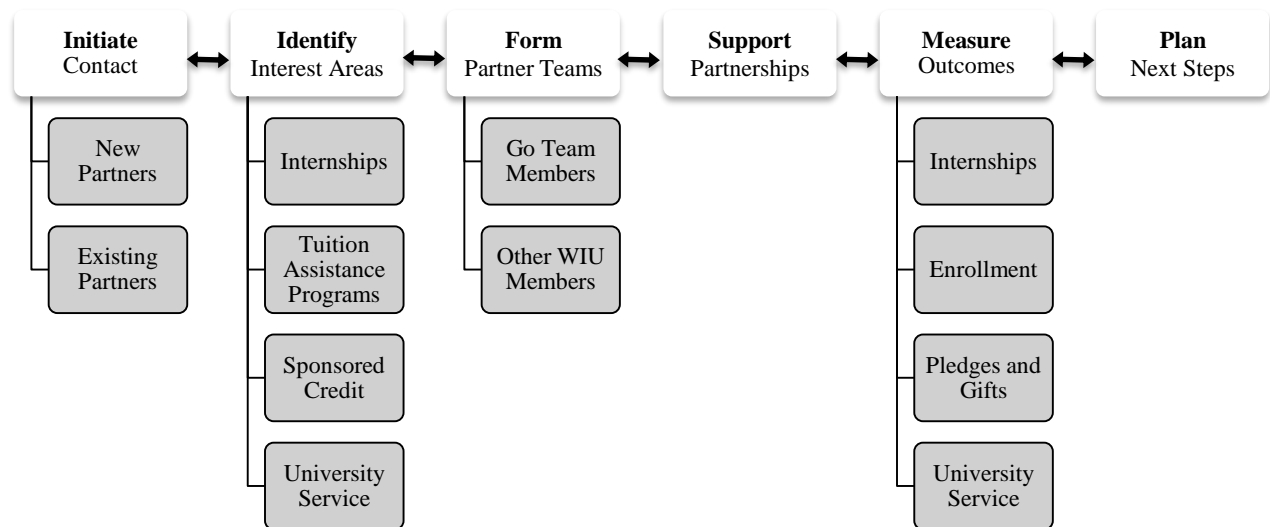 Initiate
Contact
Identify
Interest Areas
Form
Partner Teams
Support
Partnerships
Measure
Outcomes
Plan
Next Steps
New
Partners
Existing
Partners
Internships
Tuition
Assistance
Programs
Sponsored
Credit
University
Service
Go Team
Members
Other WIU
Members
Internships
Enrollment
Pledges and
Gifts
University
Service